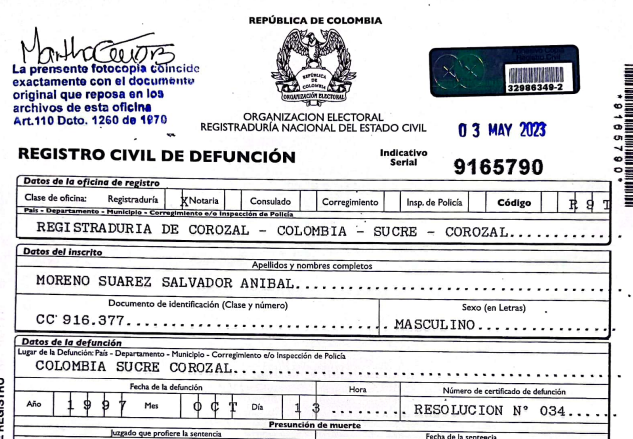 REPÚBLICA DE COLOMBIA
La prensente fotocopia coincide
exactamente con el documento
original que reposa en los
archivos de esta oficina
Art.110 Dcto. 1260 de 1970
REPUBLICA
DE
COLOMBIA
ORGANIZACIÓN ELECTORAL
32986349-2
ORGANIZACION ELECTORAL
REGISTRADURÍA NACIONAL DEL ESTADO CIVIL
03 MAY 2023
*9165790*
REGISTRO CIVIL DE DEFUNCIÓN
Indicativo
Serial
9165790
Datos de la oficina de registro
Clase de oficina: Registraduría X Notaría Consulado Corregimiento Insp. de Policía Código R 9 T
País - Departamento - Municipio - Corregimiento e/o Inspección de Policía
REGISTRADURIA DE COROZAL - COLOMBIA - SUCRE - COROZAL..........
Datos del inscrito
Apellidos y nombres completos
MORENO SUAREZ SALVADOR ANIBAL..............................
Documento de identificación (Clase y número) Sexo (en Letras)
CC 916.377.......................... MASCULINO..............
Datos de la defunción
Lugar de la Defunción: País - Departamento - Municipio - Corregimiento e/o Inspección de Policía
COLOMBIA SUCRE COROZAL....................................
Fecha de la defunción Hora Número de certificado de defunción
Año 1 9 9 7 Mes O C T Día 1 3 ........ RESOLUCION N° 034.....
Presunción de muerte
Juzgado que profiere la sentencia Fecha de la sentencia
E REGISTRO